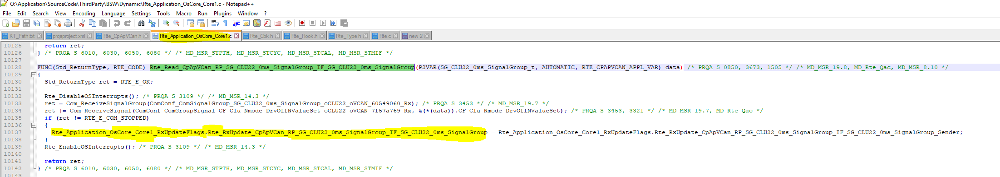 O:\Application\SourceCode\ThirdParty\BSW\Dynamic\Rte_Application_OsCore_Core1.c - Notepad++
File Edit Search View Encoding Language Settings Tools Macro Run Plugins Window ?
KT_Path.txt prqaproject.xml Rte_CpApVCan.h Rte_Application_OsCore_Core1.c Rte_Cbk.h Rte_Hook.h Rte_Type.h Rte.c new 2
10125 return ret;
10126 } /* PRQA S 6010, 6030, 6050, 6080 */ /* MD_MSR_STPTH, MD_MSR_STCYC, MD_MSR_STCAL, MD_MSR_STMIF */
10127
10128 FUNC(Std_ReturnType, RTE_CODE) Rte_Read_CpApVCan_RP_SG_CLU22_0ms_SignalGroup_IF_SG_CLU22_0ms_SignalGroup(P2VAR(SG_CLU22_0ms_SignalGroup_t, AUTOMATIC, RTE_CPAPVCAN_APPL_VAR) data) /* PRQA S 0850, 3673, 1505 */ /* MD_MSR_19.8, MD_Rte_Qac, MD_MSR_8.10 */
10129 {
10130 Std_ReturnType ret = RTE_E_OK;
10131
10132 Rte_DisableOSInterrupts(); /* PRQA S 3109 */ /* MD_MSR_14.3 */
10133 ret = Com_ReceiveSignalGroup(ComConf_ComSignalGroup_SG_CLU22_0ms_SignalGroup_oCLU22_oVCAN_60549060_Rx); /* PRQA S 3453 */ /* MD_MSR_19.7 */
10134 ret |= Com_ReceiveSignal(ComConf_ComGroupSignal_CF_Clu_Nmode_DrvOffNValueSet_oCLU22_oVCAN_7f57a769_Rx, &(*(data)).CF_Clu_Nmode_DrvOffNValueSet); /* PRQA S 3453, 3321 */ /* MD_MSR_19.7, MD_Rte_Qac */
10135 if (ret != RTE_E_COM_STOPPED)
10136 {
10137 Rte_Application_OsCore_Core1_RxUpdateFlags.Rte_RxUpdate_CpApVCan_RP_SG_CLU22_0ms_SignalGroup_IF_SG_CLU22_0ms_SignalGroup = Rte_Application_OsCore_Core1_RxUpdateFlags.Rte_RxUpdate_CpApVCan_RP_SG_CLU22_0ms_SignalGroup_IF_SG_CLU22_0ms_SignalGroup_Sender;
10138 }
10139 Rte_EnableOSInterrupts(); /* PRQA S 3109 */ /* MD_MSR_14.3 */
10140
10141 return ret;
10142 } /* PRQA S 6010, 6030, 6050, 6080 */ /* MD_MSR_STPTH, MD_MSR_STCYC, MD_MSR_STCAL, MD_MSR_STMIF */
10143